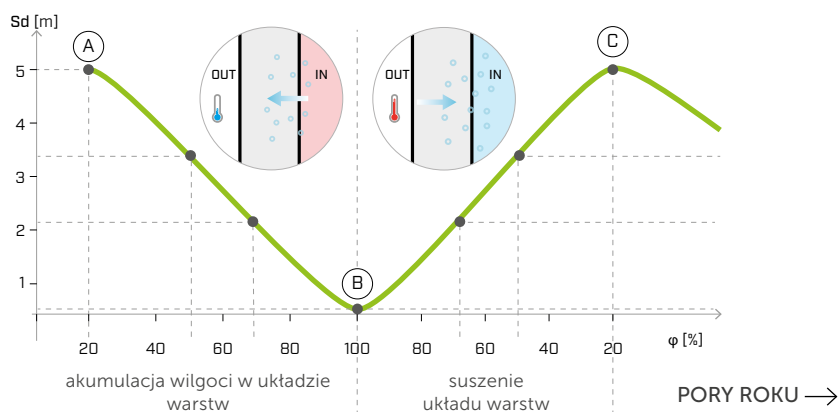 Sd [m]
A
C
OUT
IN
OUT
IN
5
4
3
2
1
B
20
40
60
80
100
80
60
40
20
φ [%]
akumulacja wilgoci w układzie
warstw
suszenie
układu warstw
PORY ROKU